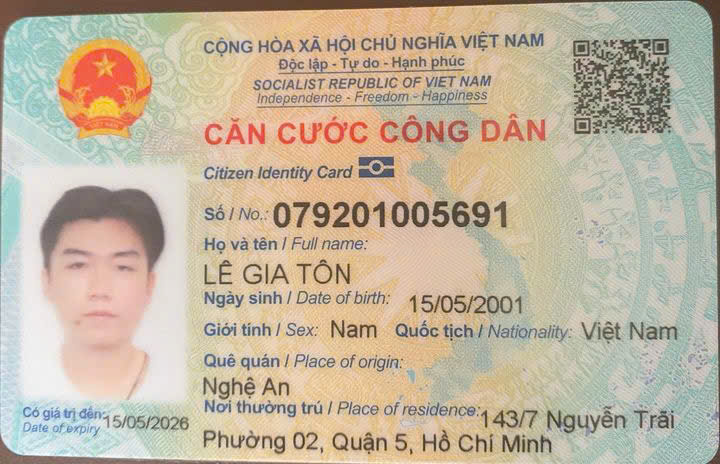 CỘNG HÒA XÃ HỘI CHỦ NGHĨA VIỆT NAM
Độc lập - Tự do - Hạnh phúc
SOCIALIST REPUBLIC OF VIET NAM
Independence - Freedom - Happiness
CĂN CƯỚC CÔNG DÂN
Citizen Identity Card
Số / No.: 079201005691
Họ và tên / Full name:
LÊ GIA TÔN
Ngày sinh / Date of birth: 15/05/2001
Giới tính / Sex: Nam Quốc tịch / Nationality: Việt Nam
Quê quán / Place of origin:
Nghệ An
Nơi thường trú / Place of residence: 143/7 Nguyễn Trãi
Phường 02, Quận 5, Hồ Chí Minh
Có giá trị đến: 15/05/2026
Date of expiry